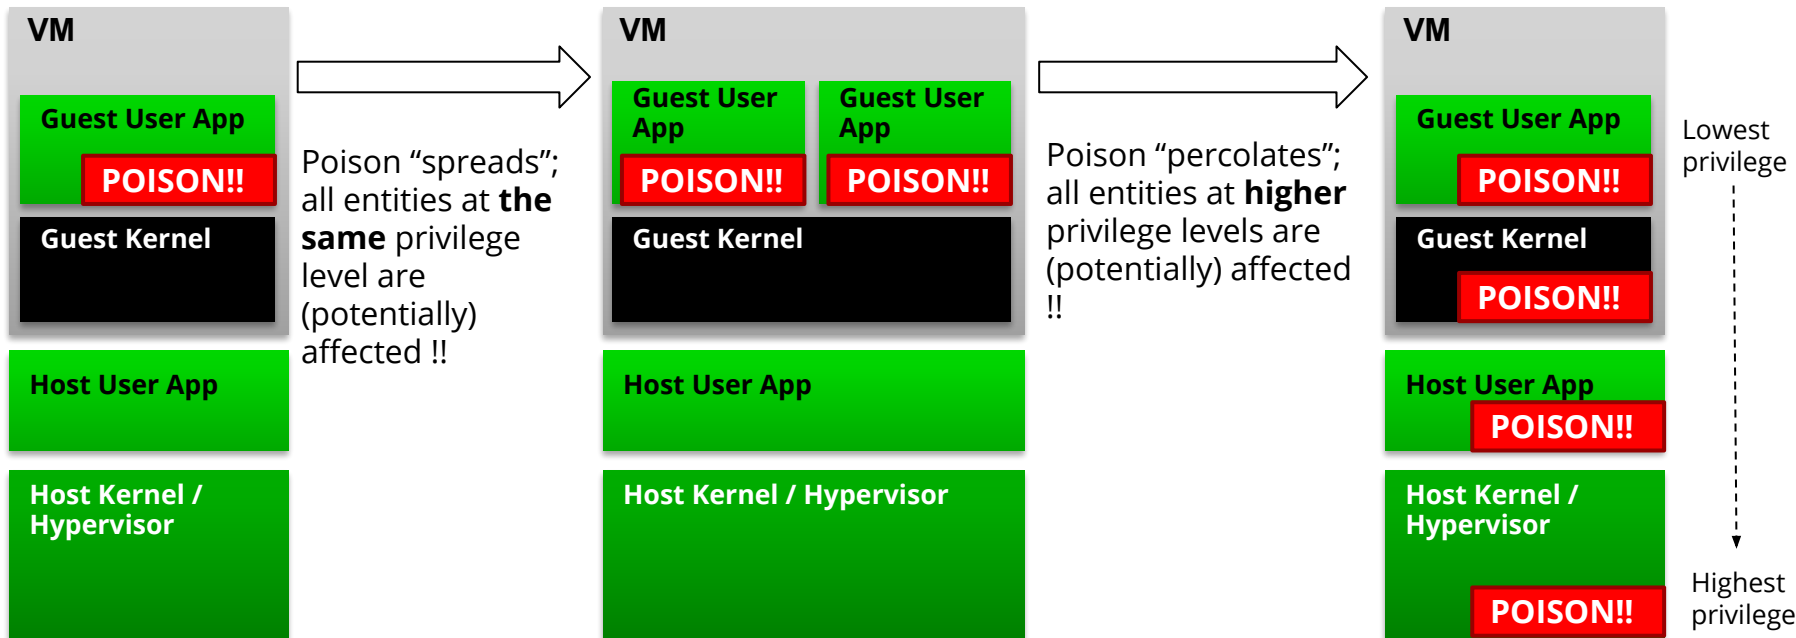 VM
Guest User App
POISON!!
Guest Kernel
Host User App
Host Kernel /
Hypervisor
Poison “spreads”;
all entities at the
same privilege
level are
(potentially)
affected !!
VM
Guest User
App
POISON!!
Guest User
App
POISON!!
Guest Kernel
Host User App
Host Kernel / Hypervisor
Poison “percolates”;
all entities at higher
privilege levels are
(potentially) affected
!!
VM
Guest User App
POISON!!
Guest Kernel
POISON!!
Host User App
POISON!!
Host Kernel /
Hypervisor
POISON!!
Lowest
privilege
Highest
privilege